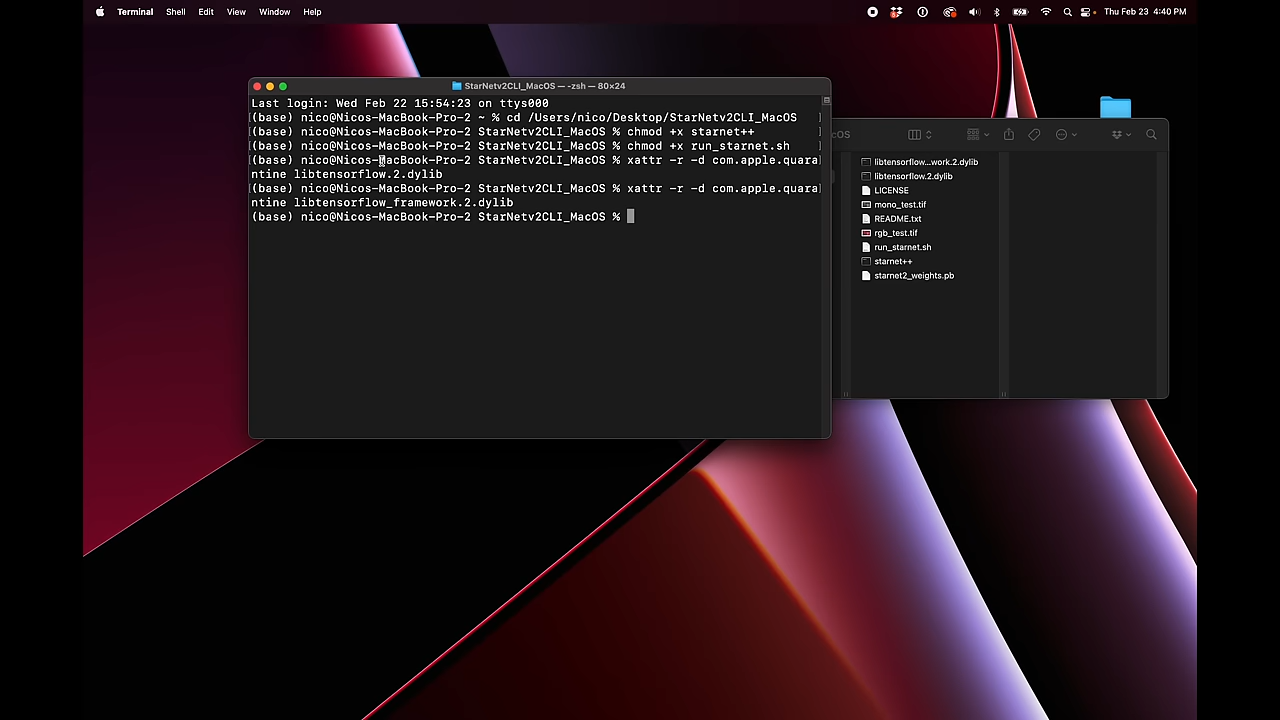 Terminal Shell Edit View Window Help Thu Feb 23 4:40 PM
StarNetv2CLI_MacOS — -zsh — 80×24
Last login: Wed Feb 22 15:54:23 on ttys000
(base) nico@Nicos-MacBook-Pro-2 ~ % cd /Users/nico/Desktop/StarNetv2CLI_MacOS
(base) nico@Nicos-MacBook-Pro-2 StarNetv2CLI_MacOS % chmod +x starnet++
(base) nico@Nicos-MacBook-Pro-2 StarNetv2CLI_MacOS % chmod +x run_starnet.sh
(base) nico@Nicos-MacBook-Pro-2 StarNetv2CLI_MacOS % xattr -r -d com.apple.quara
ntine libtensorflow.2.dylib
(base) nico@Nicos-MacBook-Pro-2 StarNetv2CLI_MacOS % xattr -r -d com.apple.quara
ntine libtensorflow_framework.2.dylib
(base) nico@Nicos-MacBook-Pro-2 StarNetv2CLI_MacOS %
cOS
libtensorflow...work.2.dylib
libtensorflow.2.dylib
LICENSE
mono_test.tif
README.txt
rgb_test.tif
run_starnet.sh
starnet++
starnet2_weights.pb